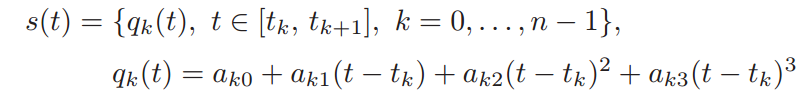 s(t) = {q_k(t), t ∈ [t_k, t_{k+1}], k = 0, . . . , n − 1},
q_k(t) = a_{k0} + a_{k1}(t − t_k) + a_{k2}(t − t_k)^2 + a_{k3}(t − t_k)^3